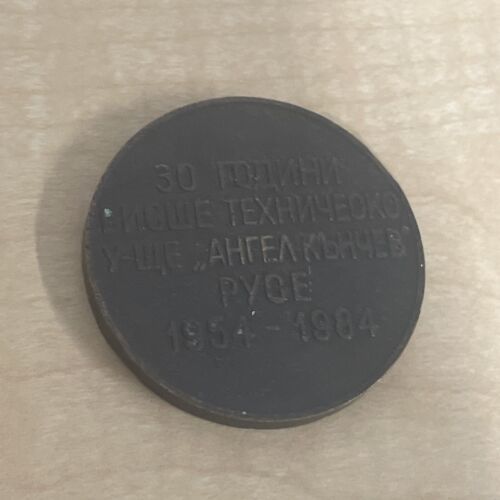 30 ГОДИНИ
ВИСШЕ ТЕХНИЧЕСКО
У-ЩЕ „АНГЕЛ КЪНЧЕВ"
РУСЕ
1954 - 1984